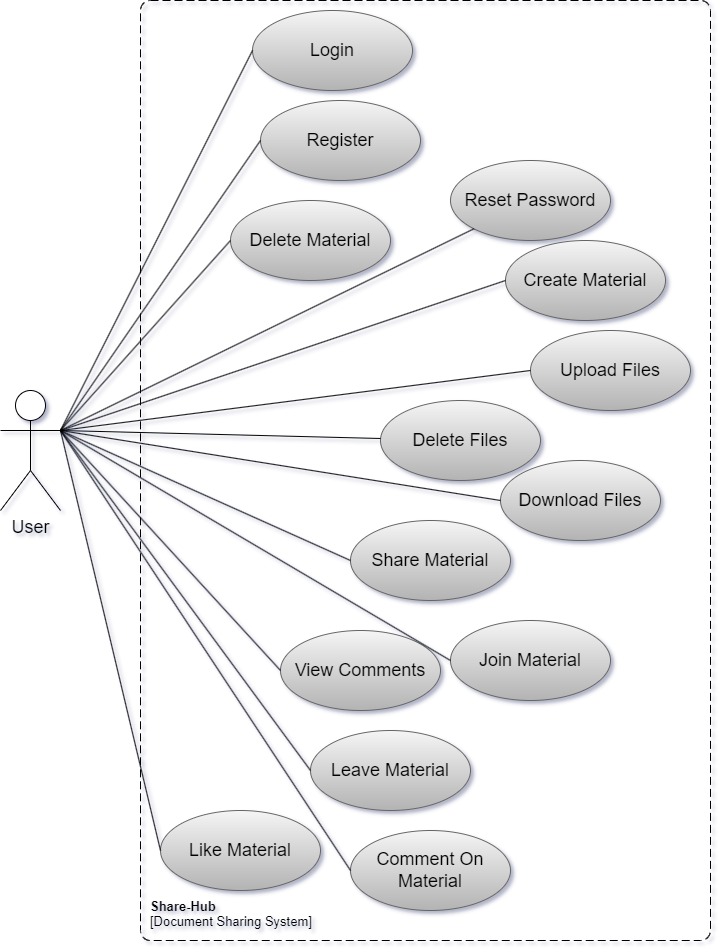 Login
Register
Reset Password
Delete Material
Create Material
Upload Files
Delete Files
Download Files
User
Share Material
Join Material
View Comments
Leave Material
Like Material
Comment On
Material
Share-Hub
[Document Sharing System]